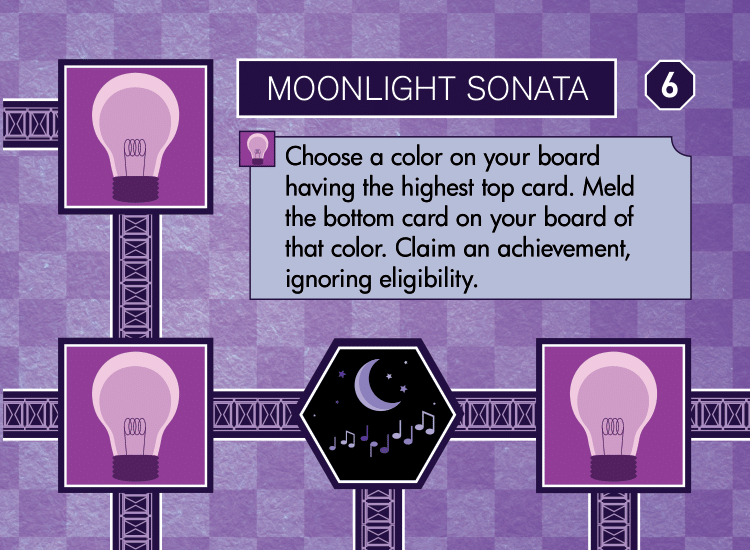 MOONLIGHT SONATA
6
Choose a color on your board
having the highest top card. Meld
the bottom card on your board of
that color. Claim an achievement,
ignoring eligibility.